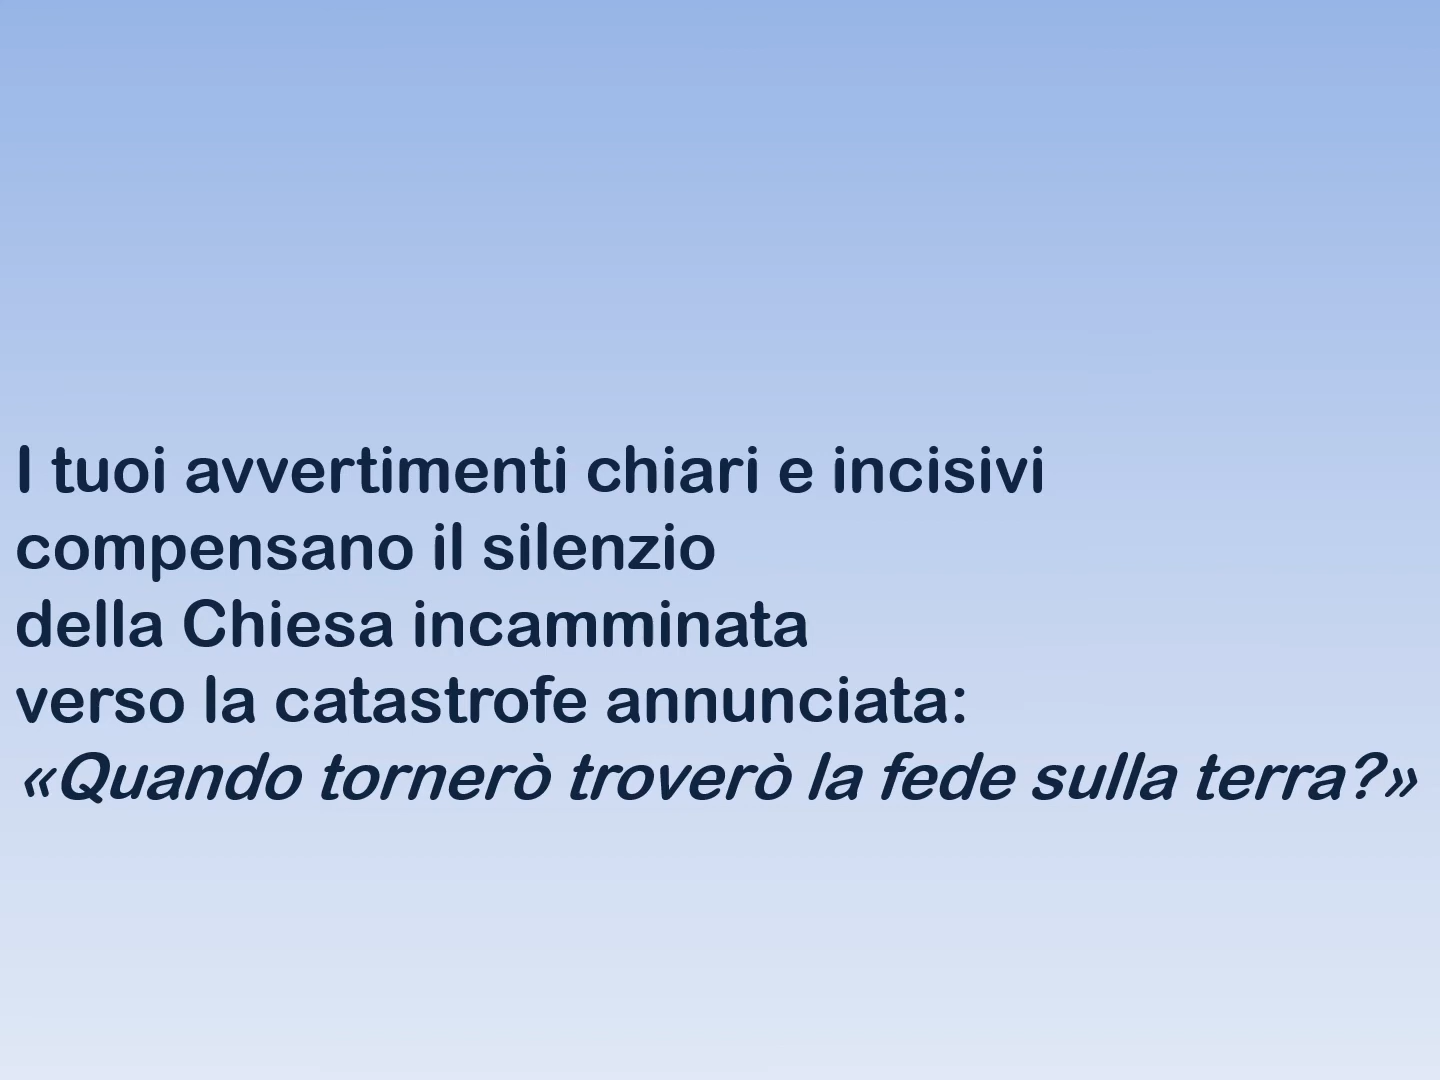 I tuoi avvertimenti chiari e incisivi
compensano il silenzio
della Chiesa incamminata
verso la catastrofe annunciata:
«Quando tornerò troverò la fede sulla terra?»